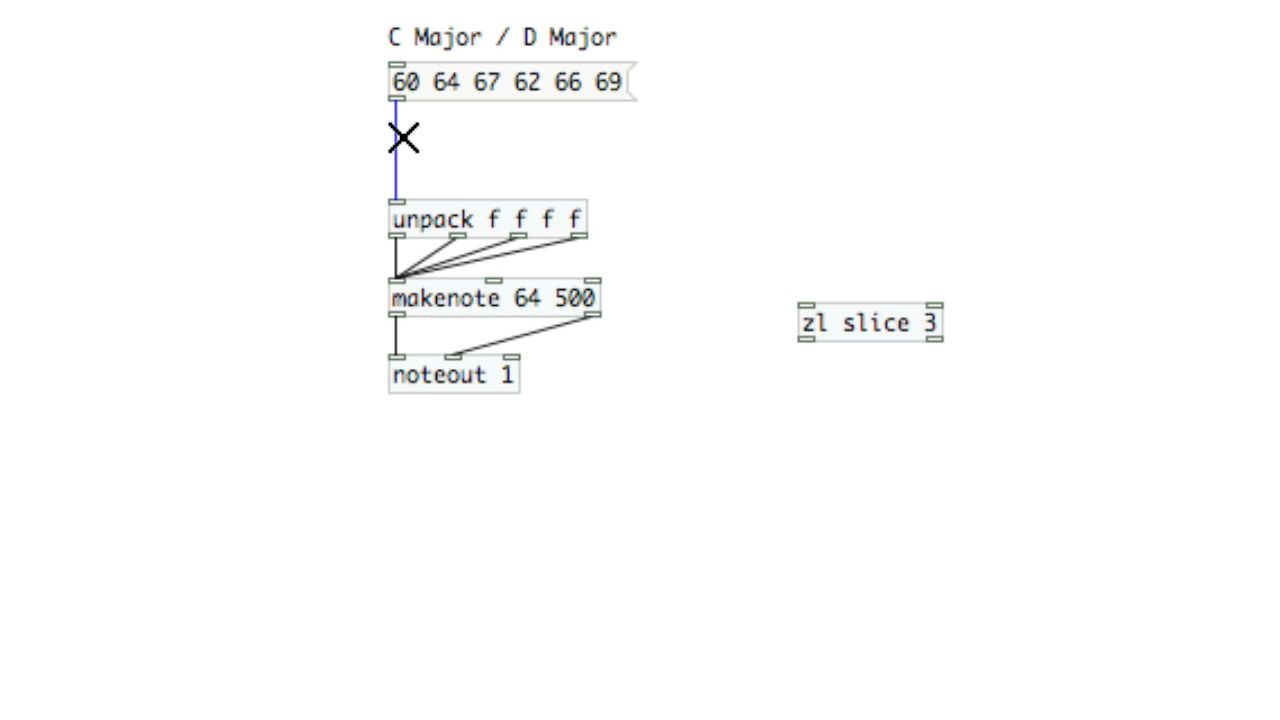 C Major / D Major
60 64 67 62 66 69
unpack f f f f
makenote 64 500
zl slice 3
noteout 1